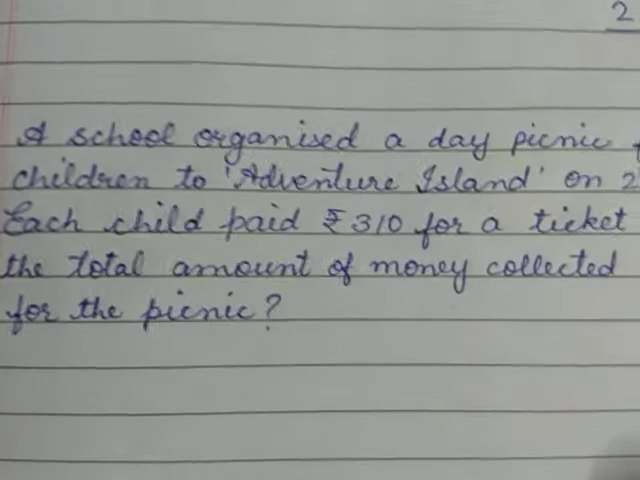 2
A school organised a day picnic
children to 'Adventure Island' on 2
Each child paid ₹310 for a ticket
the total amount of money collected
for the picnic?